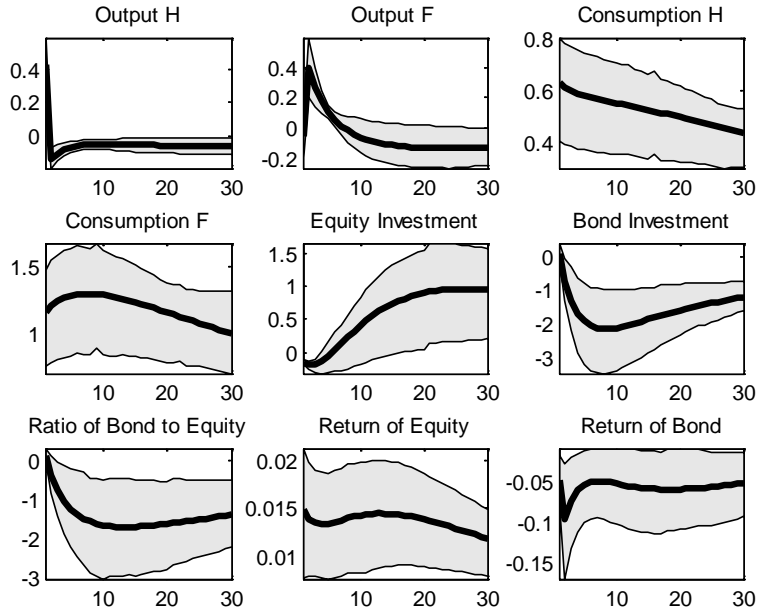 Output H
Output F
Consumption H
0.4
0.2
0
0.4
0.2
0
-0.2
0.8
0.6
0.4
10 20 30
10 20 30
10 20 30
Consumption F
Equity Investment
Bond Investment
1.5
1
1.5
1
0.5
0
0
-1
-2
-3
10 20 30
10 20 30
10 20 30
Ratio of Bond to Equity
Return of Equity
Return of Bond
0
-1
-2
-3
0.02
0.015
0.01
-0.05
-0.1
-0.15
10 20 30
10 20 30
10 20 30